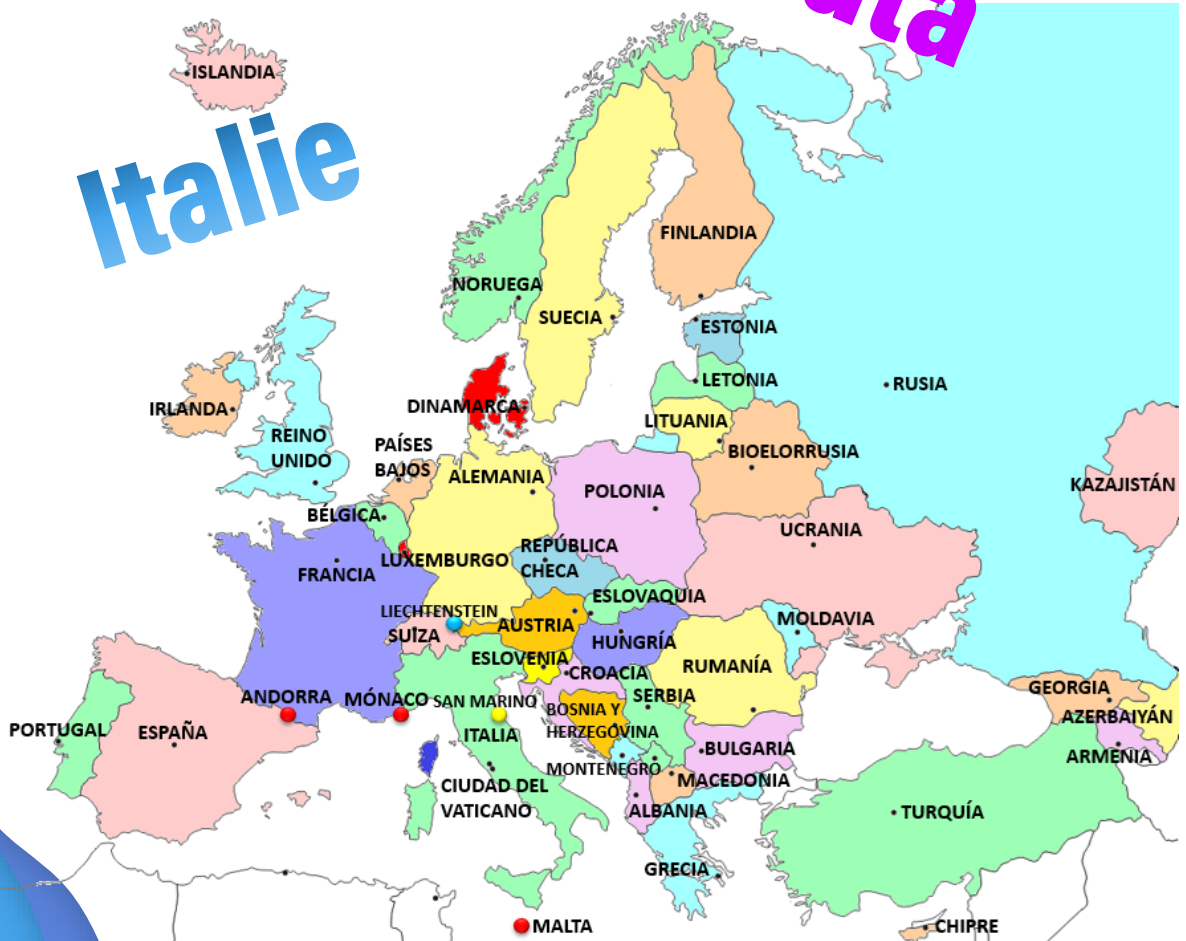 ISLANDIA
Italie
FINLANDIA
NORUEGA
SUECIA
ESTONIA
LETONIA
RUSIA
DINAMARCA
IRLANDA
LITUANIA
REINO
UNIDO
PAÍSES
BAJOS
BIOELORRUSIA
ALEMANIA
POLONIA
KAZAJISTÁN
BÉLGICA
UCRANIA
REPÚBLICA
CHECA
LUXEMBURGO
FRANCIA
ESLOVAQUIA
LIECHTENSTEIN
MOLDAVIA
AUSTRIA
SUIZA
HUNGRÍA
ESLOVENIA
CROACIA
RUMANÍA
GEORGIA
ANDORRA
MÓNACO
SAN MARINO
SERBIA
BOSNIA Y
HERZEGOVINA
AZERBAIYÁN
PORTUGAL
ESPAÑA
ITALIA
BULGARIA
ARMENIA
MONTENEGRO
MACEDONIA
CIUDAD DEL
VATICANO
ALBANIA
TURQUÍA
GRECIA
MALTA
CHIPRE